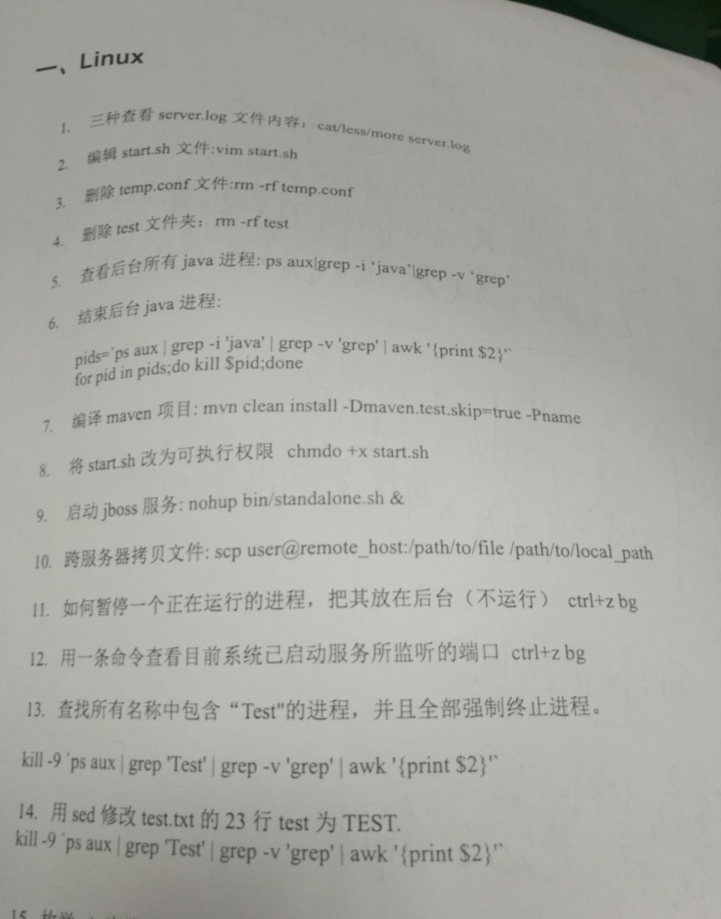 一、Linux
1. 三种查看 server.log 文件内容， cat/less/more server.log
2. 编辑 start.sh 文件:vim start.sh
3. 删除 temp.conf 文件:rm -rf temp.conf
4. 删除 test 文件夹： rm -rf test
5. 查看后台所有 java 进程: ps aux|grep -i 'java'|grep -v 'grep'
6. 结束后台 java 进程:
pids=`ps aux | grep -i 'java' | grep -v 'grep' | awk '{print $2}'`
for pid in pids;do kill $pid;done
7. 编译 maven 项目: mvn clean install -Dmaven.test.skip=true -Pname
8. 将 start.sh 改为可执行权限 chmdo +x start.sh
9. 启动 jboss 服务: nohup bin/standalone.sh &
10. 跨服务器拷贝文件: scp user@remote_host:/path/to/file /path/to/local_path
11. 如何暂停一个正在运行的进程，把其放在后台（不运行） ctrl+z bg
12. 用一条命令查看目前系统已启动服务所监听的端口 ctrl+z bg
13. 查找所有名称中包含“Test"的进程，并且全部强制终止进程。
kill -9 `ps aux | grep 'Test' | grep -v 'grep' | awk '{print $2}'`
14. 用 sed 修改 test.txt 的 23 行 test 为 TEST.
kill -9 `ps aux | grep 'Test' | grep -v 'grep' | awk '{print $2}'`
15.